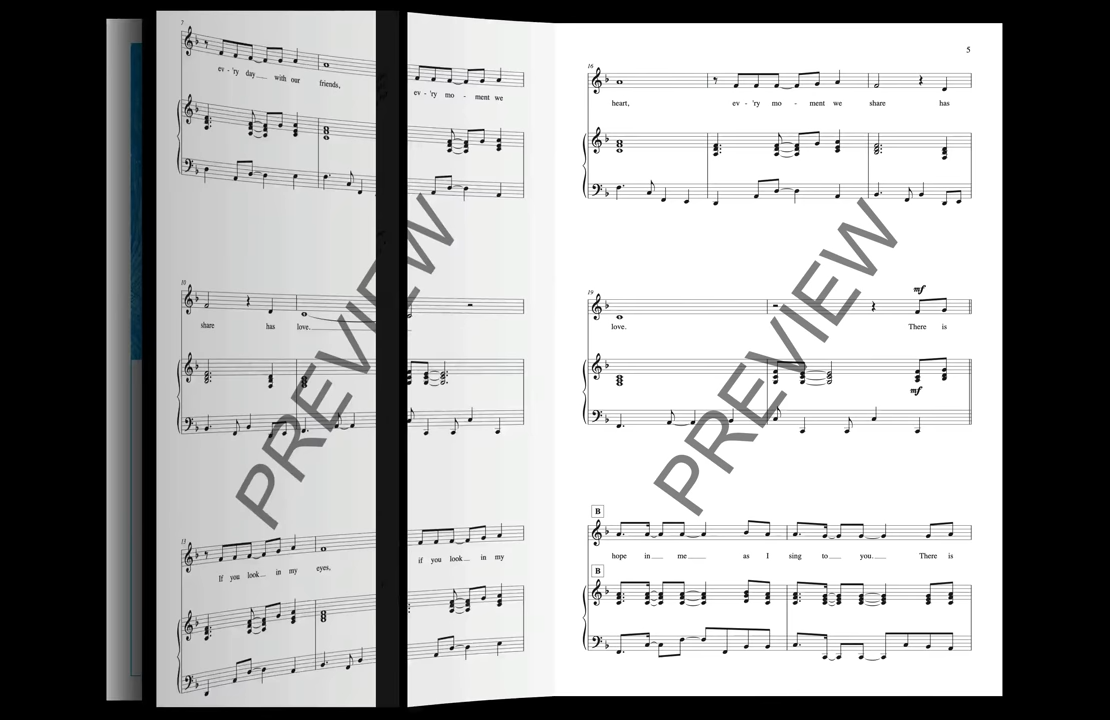 7
ev - 'ry day with our friends,
10
share has love.
13
If you look in my eyes,
ev - 'ry mo - ment we
if you look in my
PREVIEW
5
16
heart, ev - 'ry mo - ment we share has
19
mf
love. There is
mf
B
hope in me as I sing to you. There is
B
PREVIEW